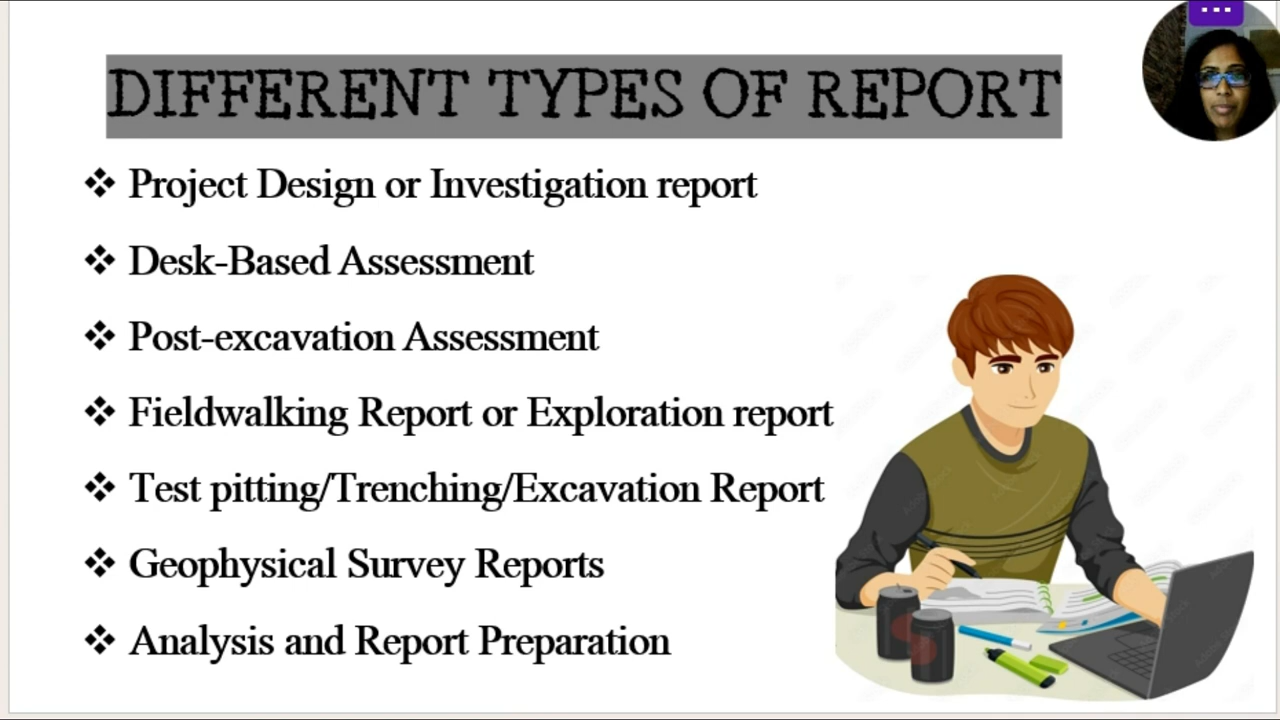 DIFFERENT TYPES OF REPORT
❖ Project Design or Investigation report
❖ Desk-Based Assessment
❖ Post-excavation Assessment
❖ Fieldwalking Report or Exploration report
❖ Test pitting/Trenching/Excavation Report
❖ Geophysical Survey Reports
❖ Analysis and Report Preparation